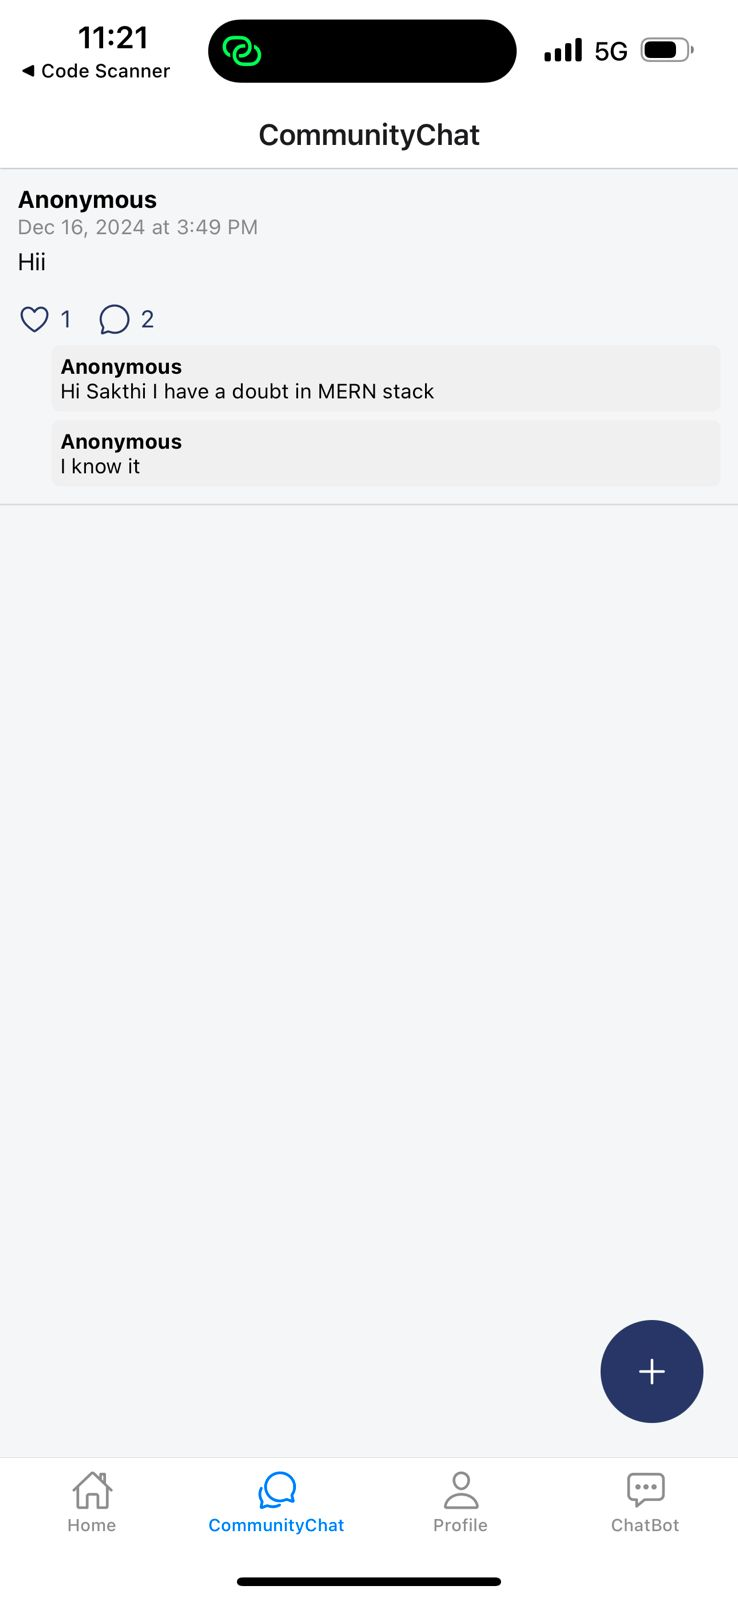 11:21
◀ Code Scanner
5G
CommunityChat
Anonymous
Dec 16, 2024 at 3:49 PM
Hii
1 2
Anonymous
Hi Sakthi I have a doubt in MERN stack
Anonymous
I know it
Home CommunityChat Profile ChatBot